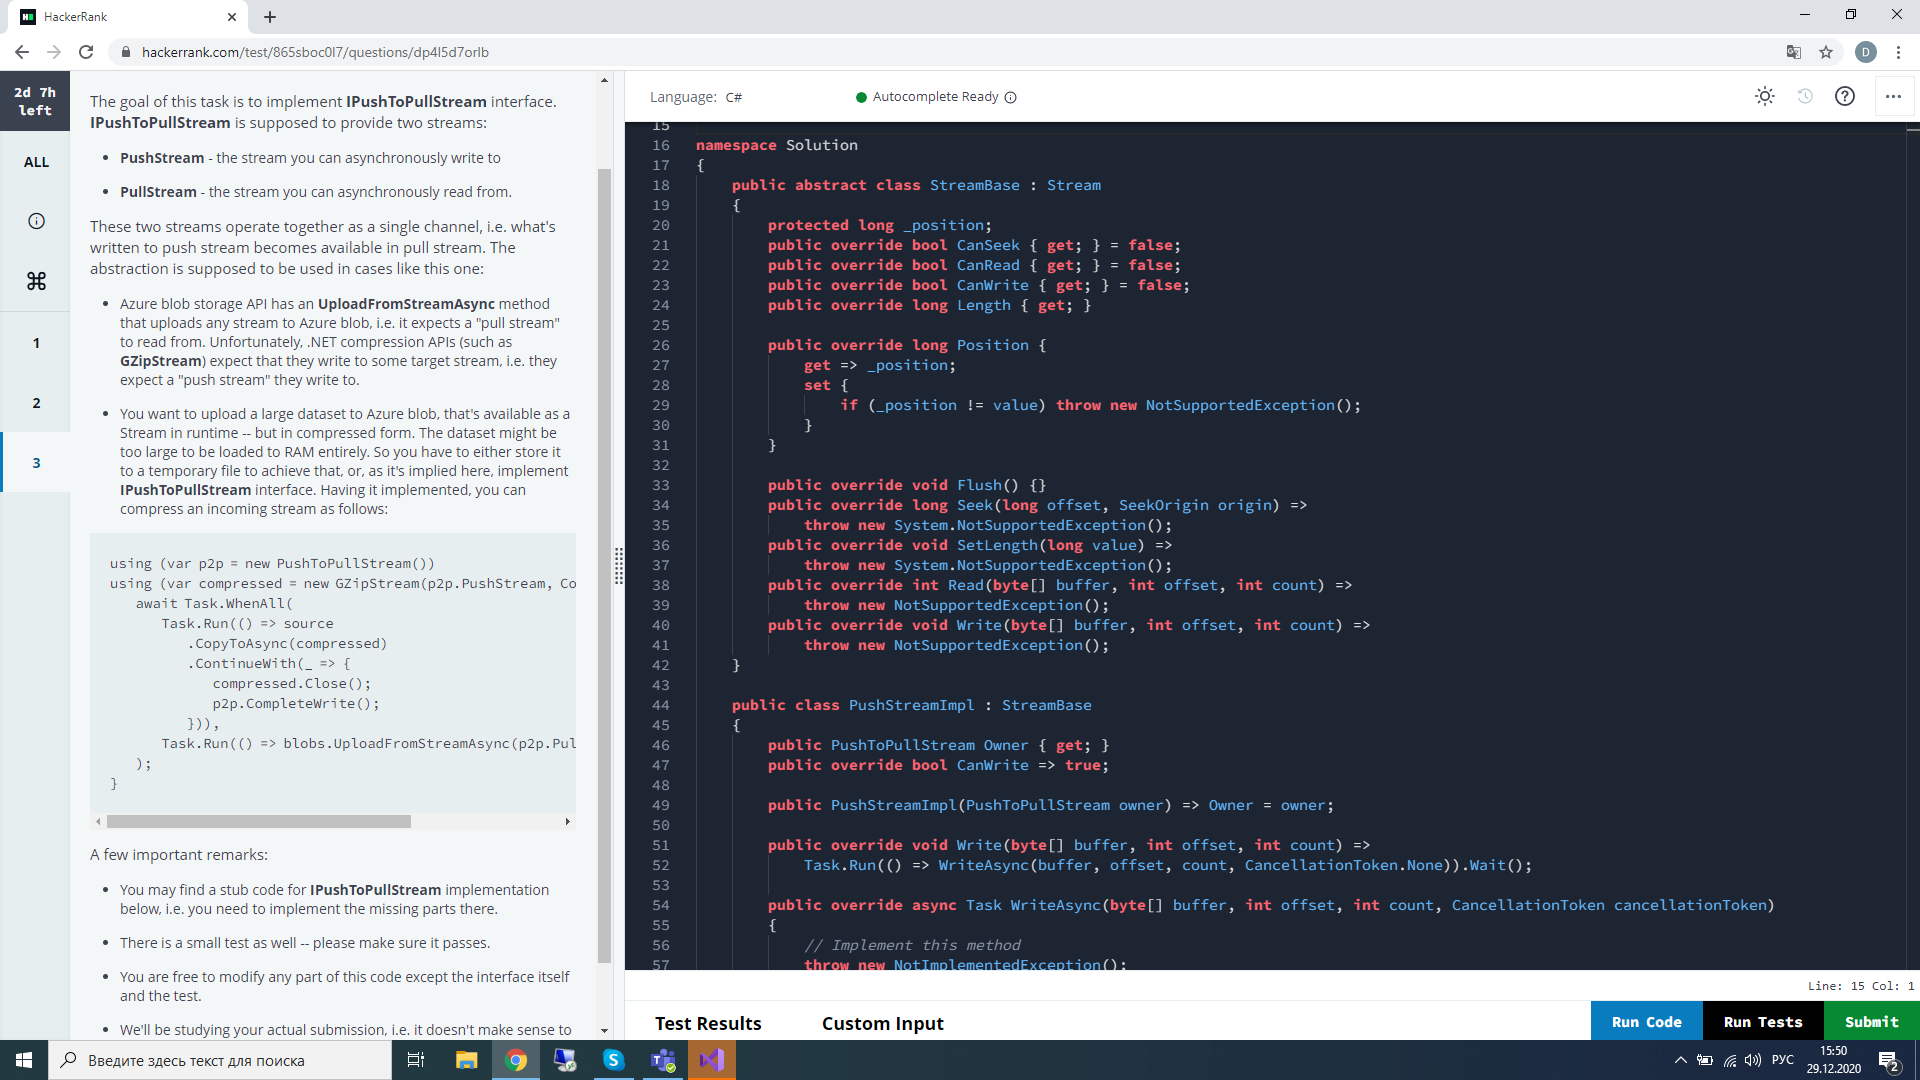 HackerRank
hackerrank.com/test/865sboc0l7/questions/dp4l5d7orlb
D
2d 7h
left
ALL
1
2
3
The goal of this task is to implement IPushToPullStream interface.
IPushToPullStream is supposed to provide two streams:
• PushStream - the stream you can asynchronously write to
• PullStream - the stream you can asynchronously read from.
These two streams operate together as a single channel, i.e. what's
written to push stream becomes available in pull stream. The
abstraction is supposed to be used in cases like this one:
• Azure blob storage API has an UploadFromStreamAsync method
that uploads any stream to Azure blob, i.e. it expects a "pull stream"
to read from. Unfortunately, .NET compression APIs (such as
GZipStream) expect that they write to some target stream, i.e. they
expect a "push stream" they write to.
• You want to upload a large dataset to Azure blob, that's available as a
Stream in runtime -- but in compressed form. The dataset might be
too large to be loaded to RAM entirely. So you have to either store it
to a temporary file to achieve that, or, as it's implied here, implement
IPushToPullStream interface. Having it implemented, you can
compress an incoming stream as follows:
using (var p2p = new PushToPullStream())
using (var compressed = new GZipStream(p2p.PushStream, Co
await Task.WhenAll(
Task.Run(() => source
.CopyToAsync(compressed)
.ContinueWith(_ => {
compressed.Close();
p2p.CompleteWrite();
})),
Task.Run(() => blobs.UploadFromStreamAsync(p2p.Pul
);
}
A few important remarks:
• You may find a stub code for IPushToPullStream implementation
below, i.e. you need to implement the missing parts there.
• There is a small test as well -- please make sure it passes.
• You are free to modify any part of this code except the interface itself
and the test.
• We'll be studying your actual submission, i.e. it doesn't make sense to
Language: C#
Autocomplete Ready
15
16 namespace Solution
17 {
18 public abstract class StreamBase : Stream
19 {
20 protected long _position;
21 public override bool CanSeek { get; } = false;
22 public override bool CanRead { get; } = false;
23 public override bool CanWrite { get; } = false;
24 public override long Length { get; }
25
26 public override long Position {
27 get => _position;
28 set {
29 if (_position != value) throw new NotSupportedException();
30 }
31 }
32
33 public override void Flush() {}
34 public override long Seek(long offset, SeekOrigin origin) =>
35 throw new System.NotSupportedException();
36 public override void SetLength(long value) =>
37 throw new System.NotSupportedException();
38 public override int Read(byte[] buffer, int offset, int count) =>
39 throw new NotSupportedException();
40 public override void Write(byte[] buffer, int offset, int count) =>
41 throw new NotSupportedException();
42 }
43
44 public class PushStreamImpl : StreamBase
45 {
46 public PushToPullStream Owner { get; }
47 public override bool CanWrite => true;
48
49 public PushStreamImpl(PushToPullStream owner) => Owner = owner;
50
51 public override void Write(byte[] buffer, int offset, int count) =>
52 Task.Run(() => WriteAsync(buffer, offset, count, CancellationToken.None)).Wait();
53
54 public override async Task WriteAsync(byte[] buffer, int offset, int count, CancellationToken cancellationToken)
55 {
56 // Implement this method
57 throw new NotImplementedException();
Line: 15 Col: 1
Test Results
Custom Input
Run Code
Run Tests
Submit
Введите здесь текст для поиска
РУС
15:50
29.12.2020
2